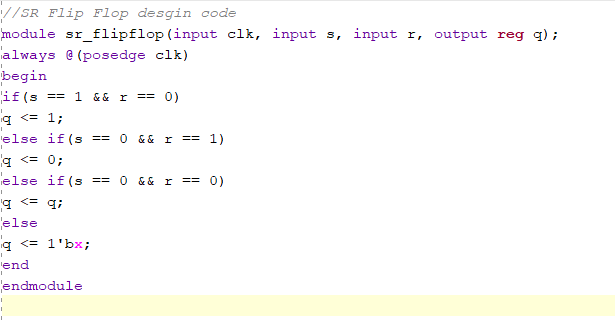 //SR Flip Flop desgin code
module sr_flipflop(input clk, input s, input r, output reg q);
always @(posedge clk)
begin
if(s == 1 && r == 0)
q <= 1;
else if(s == 0 && r == 1)
q <= 0;
else if(s == 0 && r == 0)
q <= q;
else
q <= 1'bx;
end
endmodule